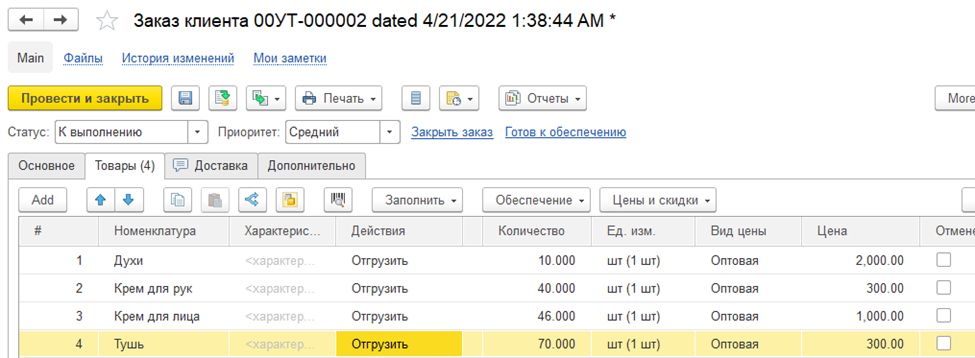 Заказ клиента 00УТ-000002 dated 4/21/2022 1:38:44 AM *
Main Файлы История изменений Мои заметки
Провести и закрыть Печать Отчеты More
Статус: К выполнению Приоритет: Средний Закрыть заказ Готов к обеспечению
Основное Товары (4) Доставка Дополнительно
Add Заполнить Обеспечение Цены и скидки
# Номенклатура Характерис... Действия Количество Ед. изм. Вид цены Цена Отмене
1 Духи <характер... Отгрузить 10.000 шт (1 шт) Оптовая 2,000.00
2 Крем для рук <характер... Отгрузить 40.000 шт (1 шт) Оптовая 300.00
3 Крем для лица <характер... Отгрузить 46.000 шт (1 шт) Оптовая 1,000.00
4 Тушь <характер... Отгрузить 70.000 шт (1 шт) Оптовая 300.00